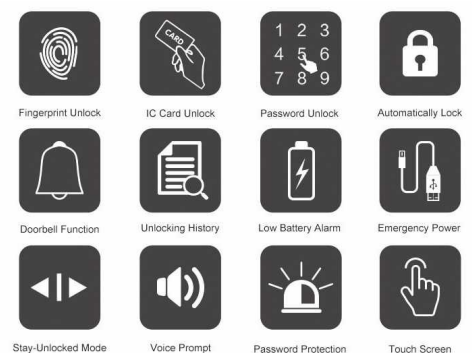 CARD
1 2 3
4 5 6
7 8 9
Fingerprint Unlock
IC Card Unlock
Password Unlock
Automatically Lock
Doorbell Function
Unlocking History
Low Battery Alarm
Emergency Power
Stay-Unlocked Mode
Voice Prompt
Password Protection
Touch Screen